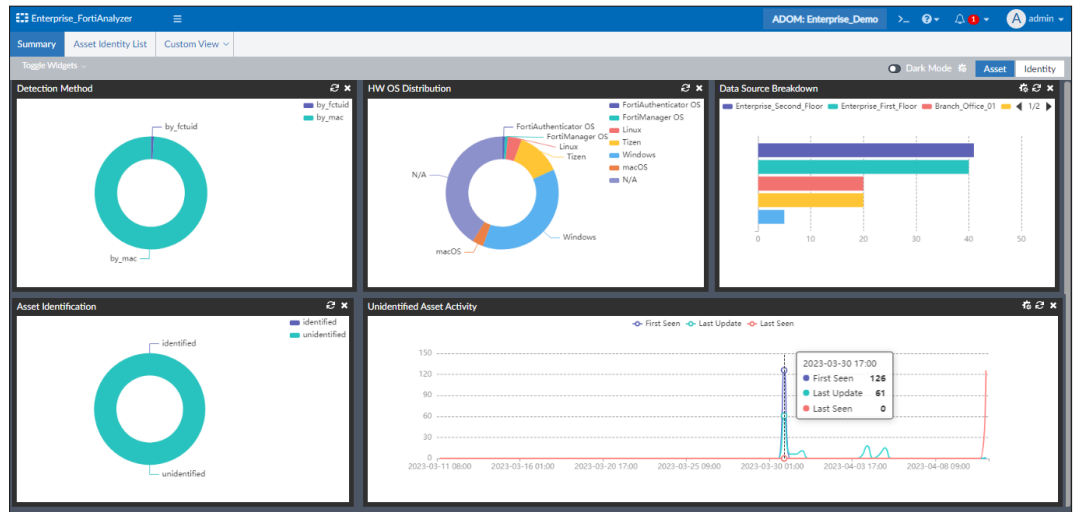 Enterprise_FortiAnalyzer
ADOM: Enterprise_Demo
>_
1
A admin
Summary
Asset Identity List
Custom View
Toggle Widgets
Dark Mode
Asset
Identity
Detection Method
by_fctuid
by_mac
by_fctuid
by_mac
HW OS Distribution
FortiAuthenticator OS
FortiManager OS
Linux
Tizen
Windows
macOS
N/A
FortiAuthenticator OS
FortiManager OS
Linux
Tizen
N/A
Windows
macOS
Data Source Breakdown
Enterprise_Second_Floor Enterprise_First_Floor Branch_Office_01 1/2
0 10 20 30 40 50
Asset Identification
identified
unidentified
identified
unidentified
Unidentified Asset Activity
First Seen Last Update Last Seen
150
120
90
60
30
0
2023-03-30 17:00
First Seen 126
Last Update 61
Last Seen 0
2023-03-11 08:00 2023-03-16 01:00 2023-03-20 17:00 2023-03-25 09:00 2023-03-30 01:00 2023-04-03 17:00 2023-04-08 09:00